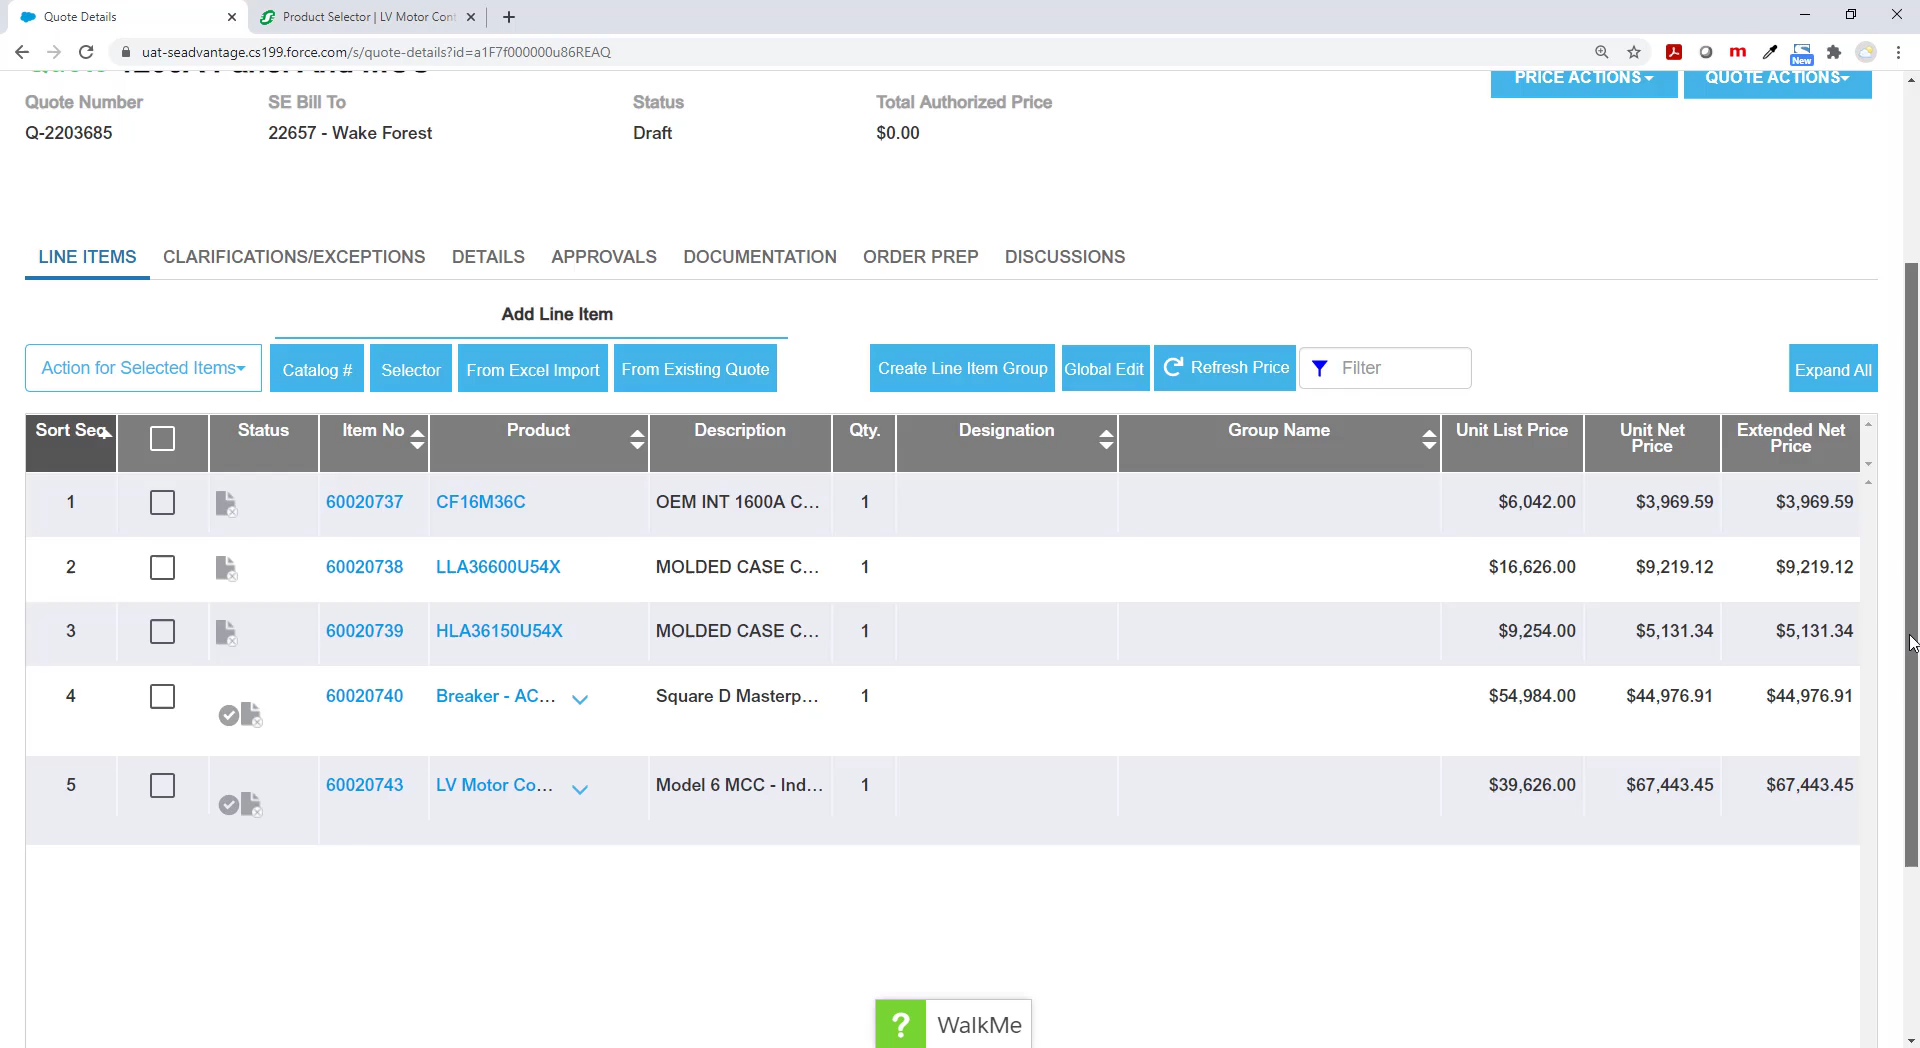 Quote Details
Product Selector | LV Motor Cont
uat-seadvantage.cs199.force.com/s/quote-details?id=a1F7f000000u86REAQ
m
New
PRICE ACTIONS
QUOTE ACTIONS
Quote Number
SE Bill To
Status
Total Authorized Price
Q-2203685
22657 - Wake Forest
Draft
$0.00
LINE ITEMS
CLARIFICATIONS/EXCEPTIONS
DETAILS
APPROVALS
DOCUMENTATION
ORDER PREP
DISCUSSIONS
Add Line Item
Action for Selected Items
Catalog #
Selector
From Excel Import
From Existing Quote
Create Line Item Group
Global Edit
Refresh Price
Filter
Expand All
Sort Seq
Status
Item No
Product
Description
Qty.
Designation
Group Name
Unit List Price
Unit Net Price
Extended Net Price
1 60020737 CF16M36C OEM INT 1600A C... 1 $6,042.00 $3,969.59 $3,969.59
2 60020738 LLA36600U54X MOLDED CASE C... 1 $16,626.00 $9,219.12 $9,219.12
3 60020739 HLA36150U54X MOLDED CASE C... 1 $9,254.00 $5,131.34 $5,131.34
4 60020740 Breaker - AC... Square D Masterp... 1 $54,984.00 $44,976.91 $44,976.91
5 60020743 LV Motor Co... Model 6 MCC - Ind... 1 $39,626.00 $67,443.45 $67,443.45
? WalkMe